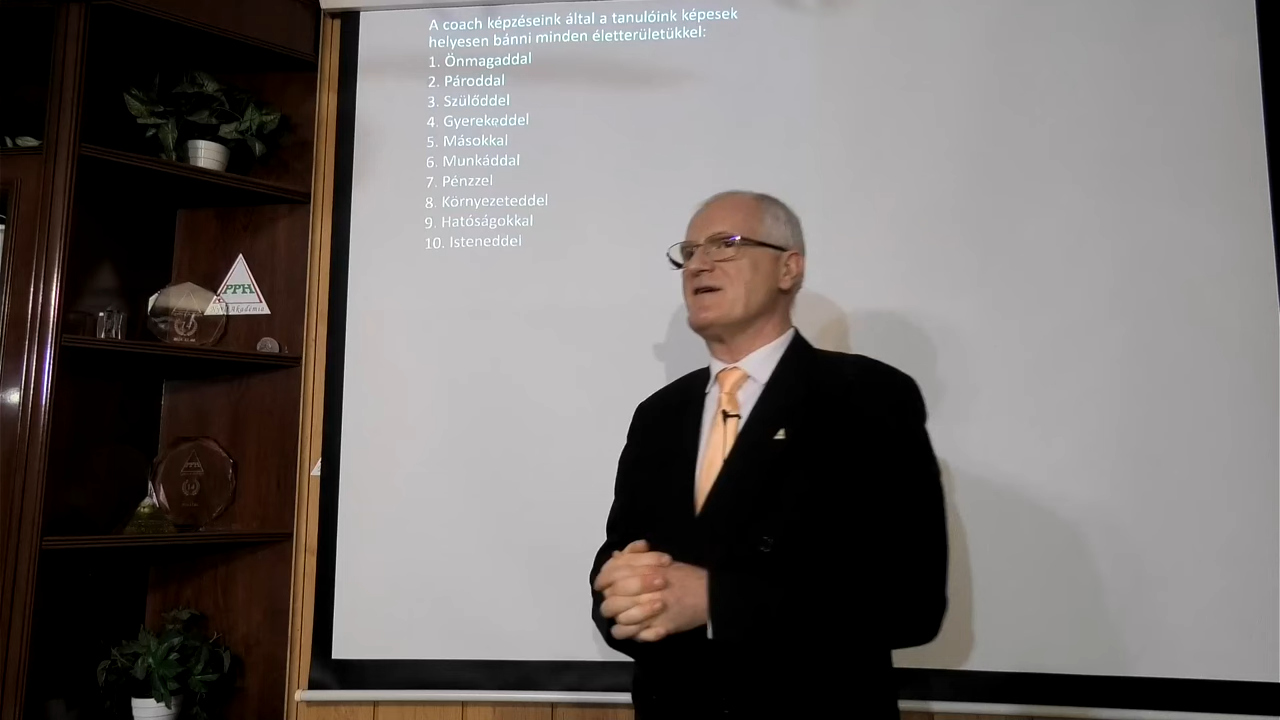 A coach képzéseink által a tanulóink képesek
helyesen bánni minden életterületükkel:
1. Önmagaddal
2. Pároddal
3. Szülőddel
4. Gyerekeddel
5. Másokkal
6. Munkáddal
7. Pénzzel
8. Környezeteddel
9. Hatóságokkal
10. Isteneddel
PPH